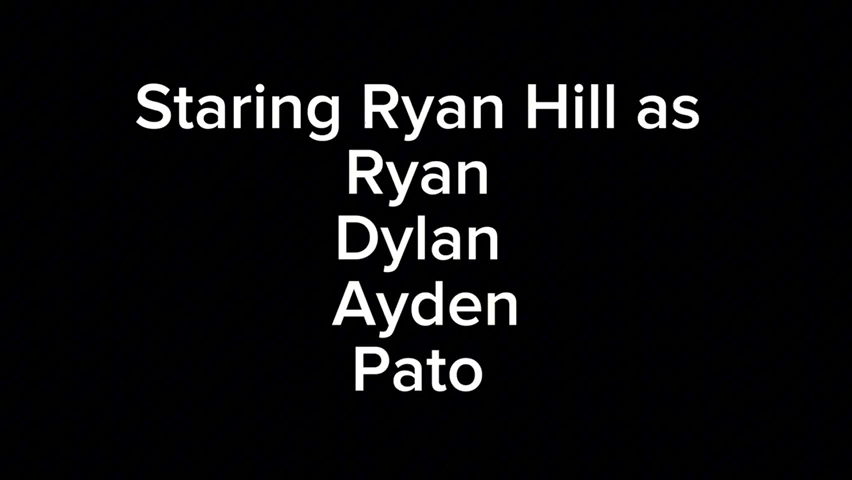 Staring Ryan Hill as
Ryan
Dylan
Ayden
Pato